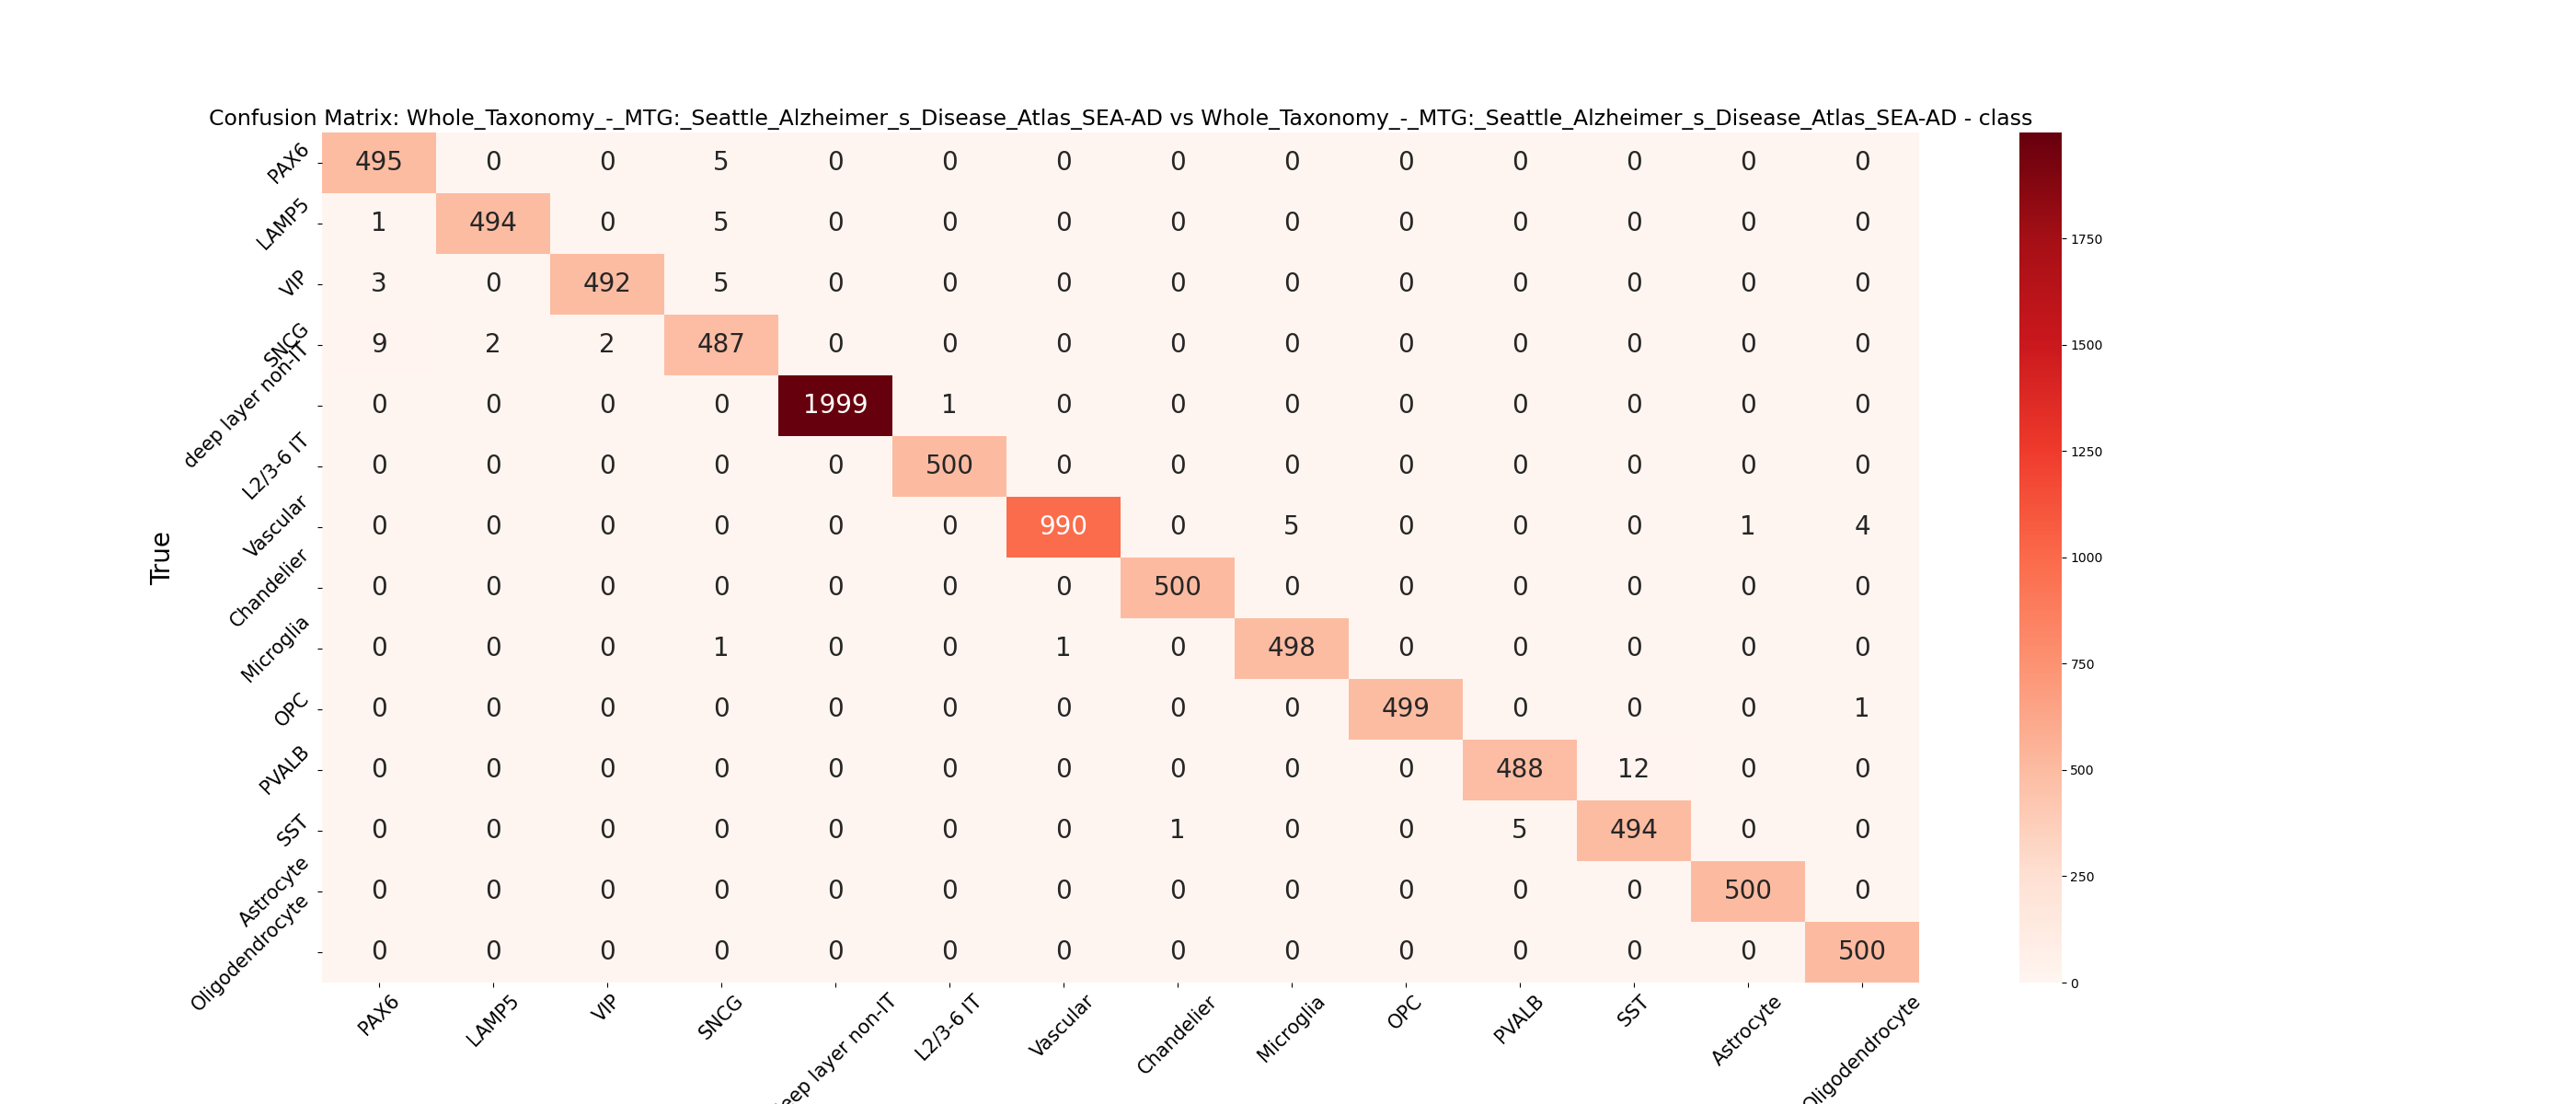 Confusion Matrix: Whole_Taxonomy_-_MTG:_Seattle_Alzheimer_s_Disease_Atlas_SEA-AD vs Whole_Taxonomy_-_MTG:_Seattle_Alzheimer_s_Disease_Atlas_SEA-AD - class
PAX6 495 0 0 5 0 0 0 0 0 0 0 0 0 0
LAMP5 1 494 0 5 0 0 0 0 0 0 0 0 0 0
VIP 3 0 492 5 0 0 0 0 0 0 0 0 0 0
SNCG 9 2 2 487 0 0 0 0 0 0 0 0 0 0
deep layer non-IT 0 0 0 0 1999 1 0 0 0 0 0 0 0 0
L2/3-6 IT 0 0 0 0 0 500 0 0 0 0 0 0 0 0
Vascular 0 0 0 0 0 0 990 0 5 0 0 0 1 4
Chandelier 0 0 0 0 0 0 0 500 0 0 0 0 0 0
Microglia 0 0 0 1 0 0 1 0 498 0 0 0 0 0
OPC 0 0 0 0 0 0 0 0 0 499 0 0 0 1
PVALB 0 0 0 0 0 0 0 0 0 0 488 12 0 0
SST 0 0 0 0 0 0 0 1 0 0 5 494 0 0
Astrocyte 0 0 0 0 0 0 0 0 0 0 0 0 500 0
Oligodendrocyte 0 0 0 0 0 0 0 0 0 0 0 0 0 500
True
PAX6 LAMP5 VIP SNCG eep layer non-IT L2/3-6 IT Vascular Chandelier Microglia OPC PVALB SST Astrocyte Oligodendrocyte
1750
1500
1250
1000
750
500
250
0